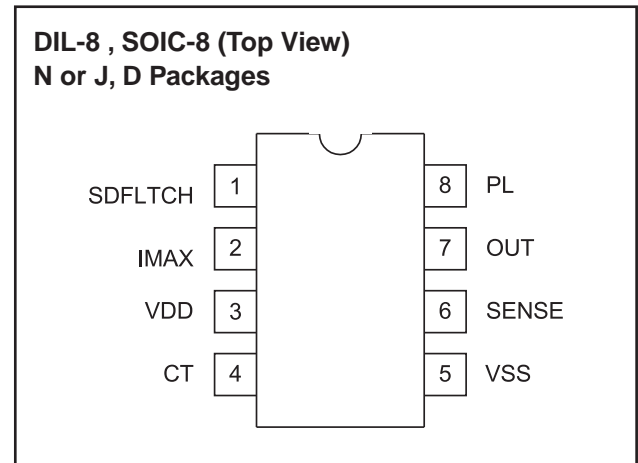 DIL-8 , SOIC-8 (Top View)
N or J, D Packages
SDFLTCH 1 8 PL
IMAX 2 7 OUT
VDD 3 6 SENSE
CT 4 5 VSS